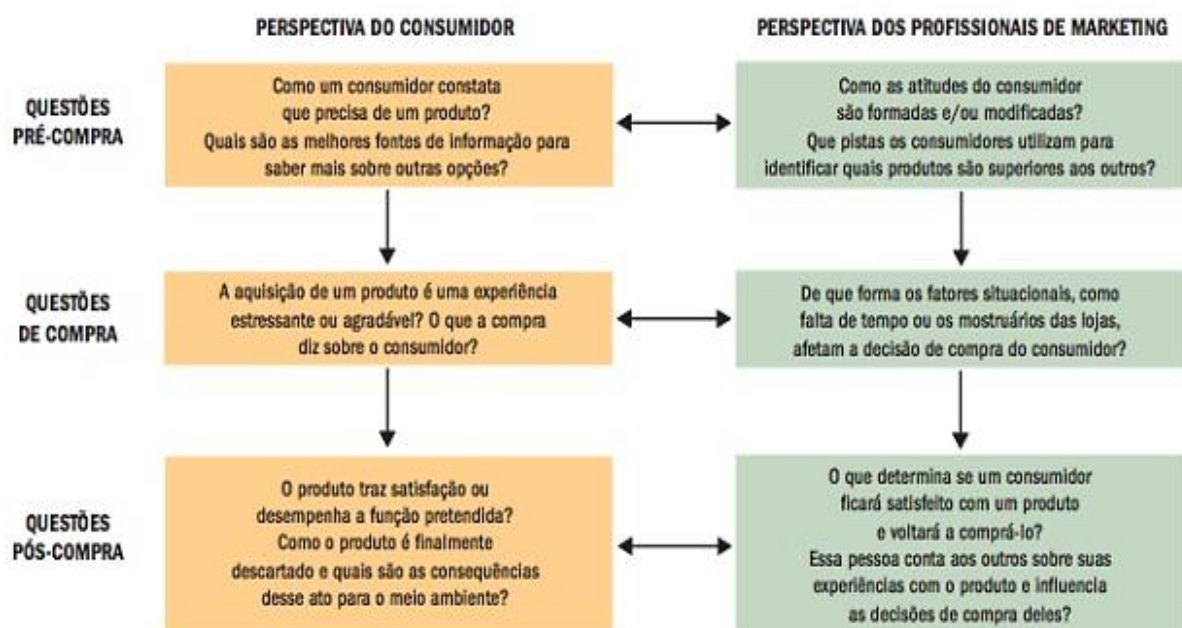 PERSPECTIVA DO CONSUMIDOR
PERSPECTIVA DOS PROFISSIONAIS DE MARKETING
QUESTÕES
PRÉ-COMPRA
Como um consumidor constata
que precisa de um produto?
Quais são as melhores fontes de informação para
saber mais sobre outras opções?
Como as atitudes do consumidor
são formadas e/ou modificadas?
Que pistas os consumidores utilizam para
identificar quais produtos são superiores aos outros?
QUESTÕES
DE COMPRA
A aquisição de um produto é uma experiência
estressante ou agradável? O que a compra
diz sobre o consumidor?
De que forma os fatores situacionais, como
falta de tempo ou os mostruários das lojas,
afetam a decisão de compra do consumidor?
QUESTÕES
PÓS-COMPRA
O produto traz satisfação ou
desempenha a função pretendida?
Como o produto é finalmente
descartado e quais são as consequências
desse ato para o meio ambiente?
O que determina se um consumidor
ficará satisfeito com um produto
e voltará a comprá-lo?
Essa pessoa conta aos outros sobre suas
experiências com o produto e influencia
as decisões de compra deles?